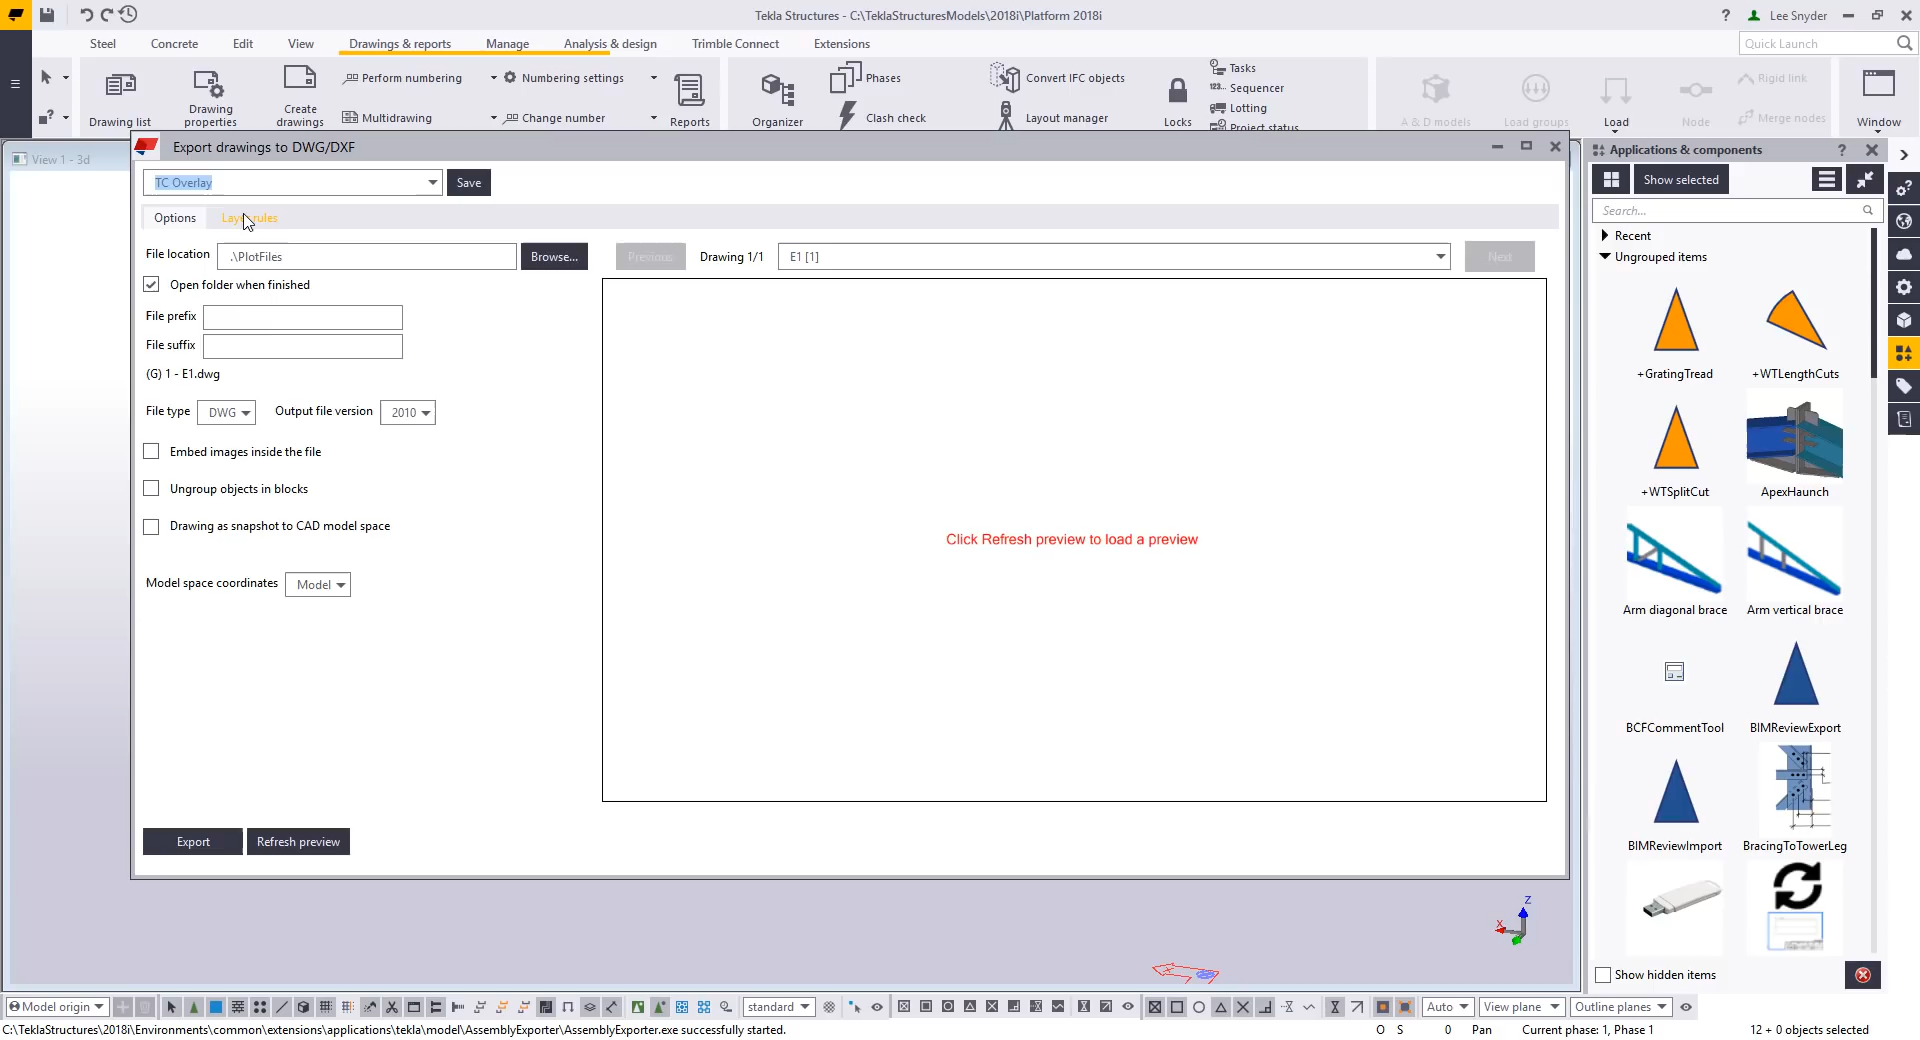 Tekla Structures - C:\TeklaStructuresModels\2018i\Platform 2018i
? Lee Snyder
Steel Concrete Edit View Drawings & reports Manage Analysis & design Trimble Connect Extensions
Quick Launch
Drawing list
Drawing properties
Create drawings
Perform numbering
Numbering settings
Multidrawing
Change number
Reports
Organizer
Phases
Clash check
Convert IFC objects
Layout manager
Locks
Tasks
Sequencer
Lotting
Project status
A & D models
Load groups
Load
Node
Rigid link
Merge nodes
Window
View 1 - 3d
Export drawings to DWG/DXF
TC Overlay
Save
Options
Layer rules
File location
.\PlotFiles
Browse...
Previous
Drawing 1/1
E1 [1]
Next
Open folder when finished
File prefix
File suffix
(G) 1 - E1.dwg
File type
DWG
Output file version
2010
Embed images inside the file
Ungroup objects in blocks
Drawing as snapshot to CAD model space
Model space coordinates
Model
Click Refresh preview to load a preview
Export
Refresh preview
Applications & components
?
Show selected
Search...
Recent
Ungrouped items
+GratingTread
+WTLengthCuts
+WTSplitCut
ApexHaunch
Arm diagonal brace
Arm vertical brace
BCFCommentTool
BIMReviewExport
BIMReviewImport
BracingToTowerLeg
Show hidden items
Z
X
Model origin
standard
Auto
View plane
Outline planes
C:\TeklaStructures\2018i\Environments\common\extensions\applications\tekla\model\AssemblyExporter\AssemblyExporter.exe successfully started.
O S 0 Pan Current phase: 1, Phase 1 12 + 0 objects selected